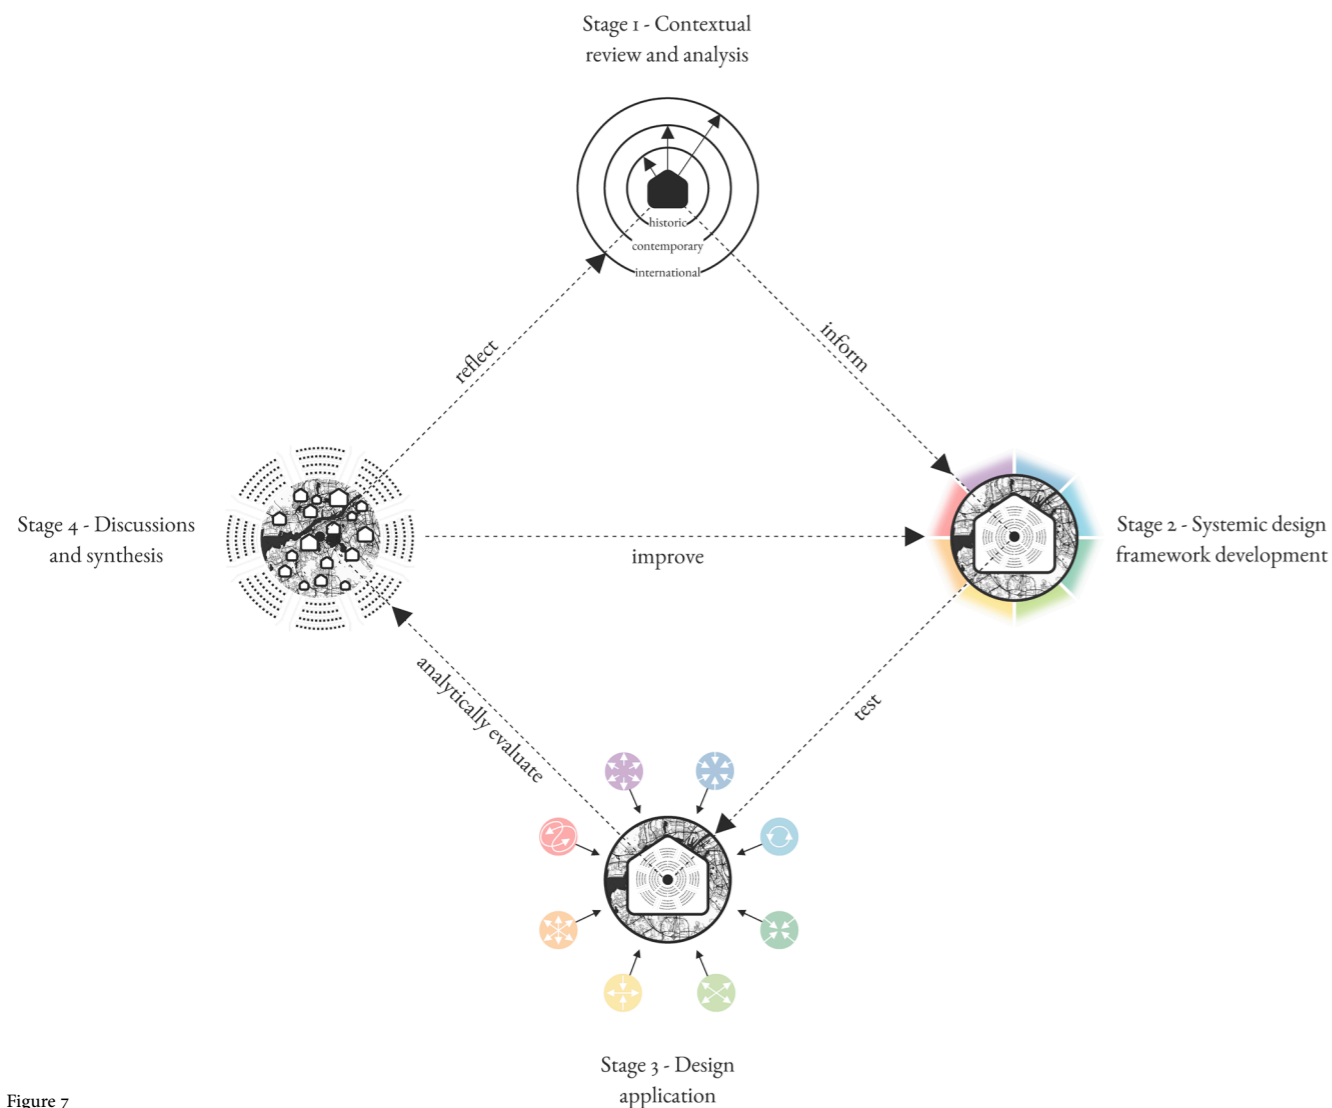 Stage 1 - Contextual
review and analysis
historic
contemporary
international
reflect
inform
Stage 4 - Discussions
and synthesis
improve
Stage 2 - Systemic design
framework development
analytically evaluate
test
Stage 3 - Design
application
Figure 7